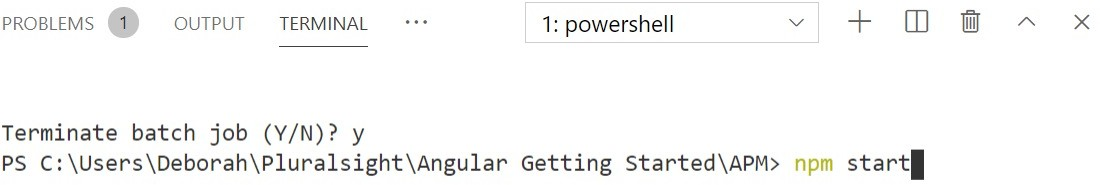 PROBLEMS 1 OUTPUT TERMINAL ... 1: powershell
Terminate batch job (Y/N)? y
PS C:\Users\Deborah\Pluralsight\Angular Getting Started\APM> npm start